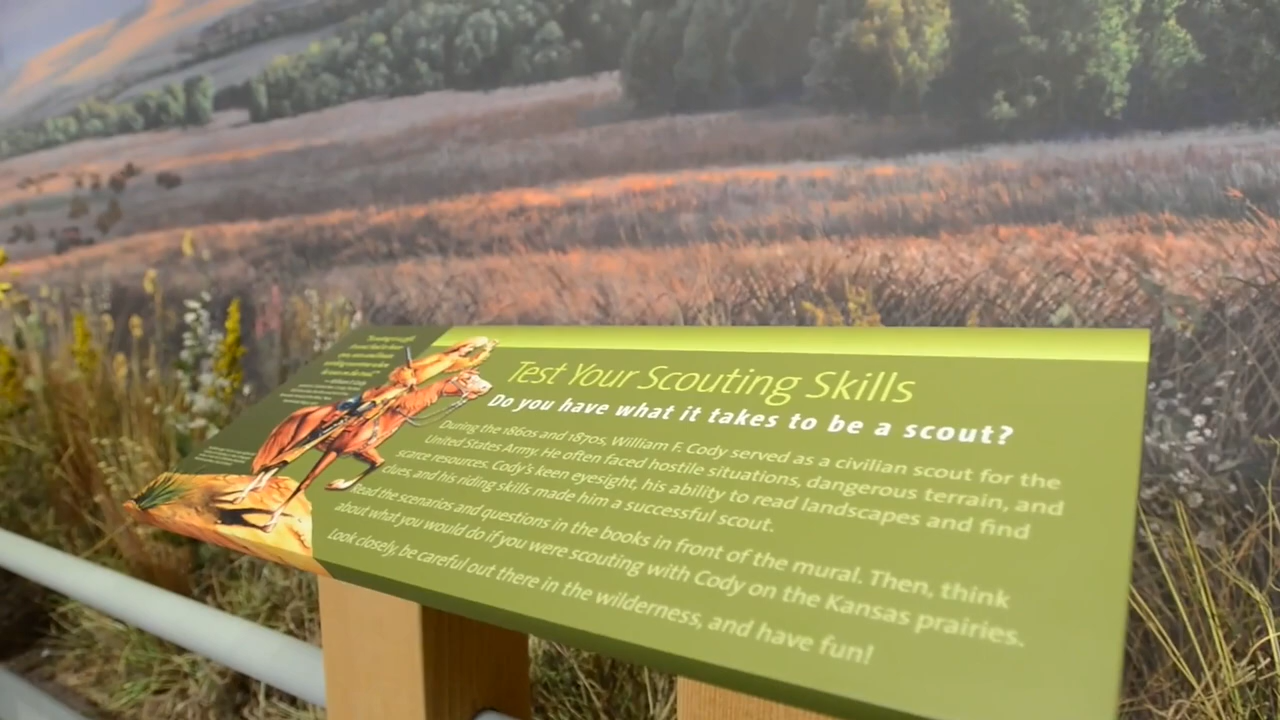 Test Your Scouting Skills
Do you have what it takes to be a scout?
During the 1860s and 1870s, William F. Cody served as a civilian scout for the
United States Army. He often faced hostile situations, dangerous terrain, and
scarce resources. Cody's keen eyesight, his ability to read landscapes and find
clues, and his riding skills made him a successful scout.
Read the scenarios and questions in the books in front of the mural. Then, think
about what you would do if you were scouting with Cody on the Kansas prairies.
Look closely, be careful out there in the wilderness, and have fun!